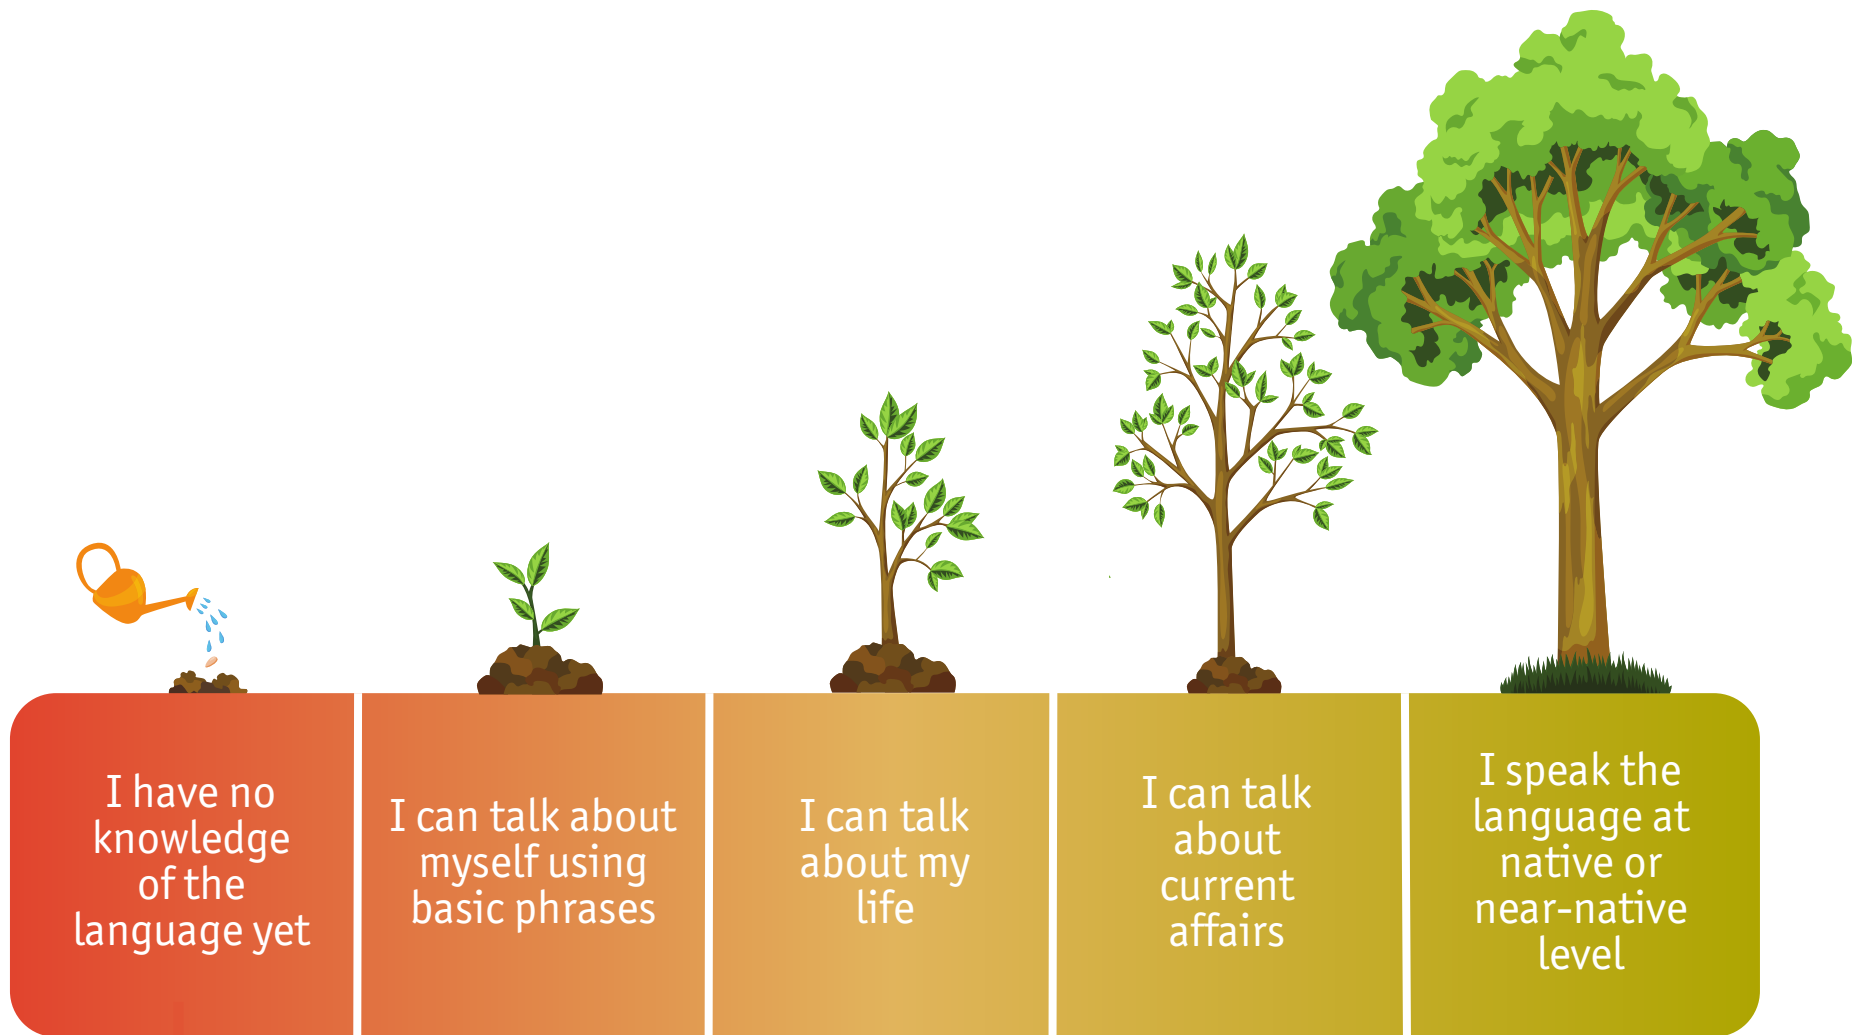 I have no
knowledge
of the
language yet
I can talk about
myself using
basic phrases
I can talk
about my
life
I can talk
about
current
affairs
I speak the
language at
native or
near-native
level